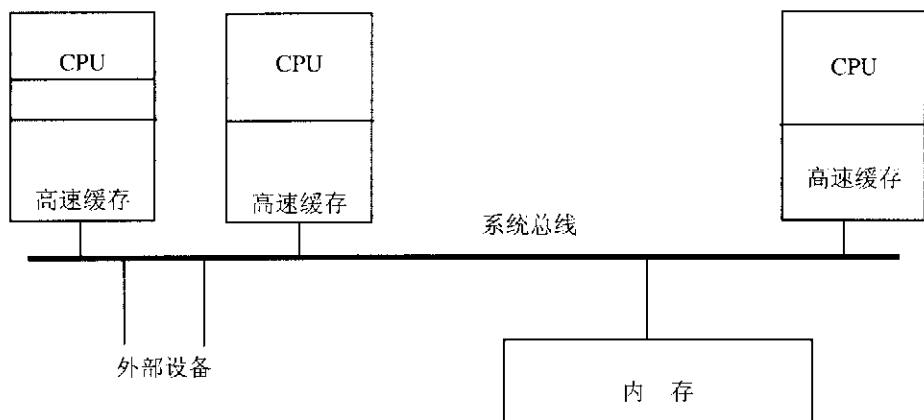 CPU
CPU
CPU
高速缓存
高速缓存
高速缓存
系统总线
外部设备
内 存